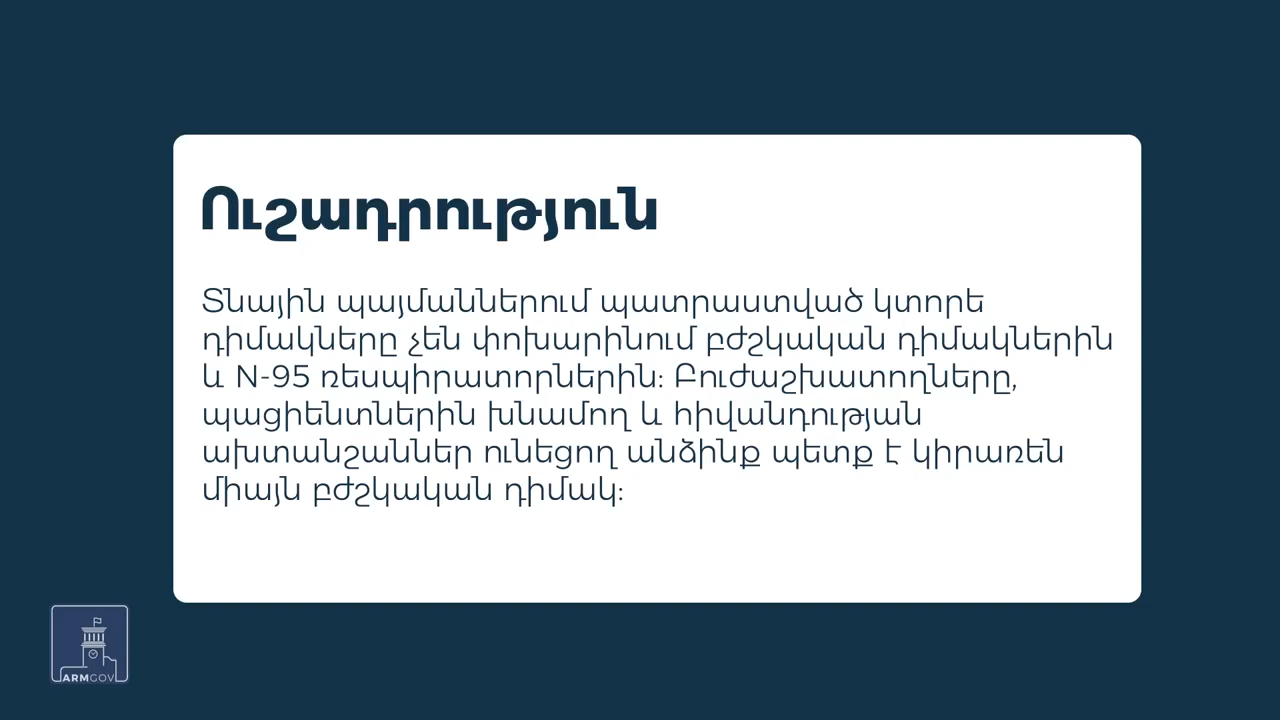 Ուշադրություն
Տնային պայմաններում պատրաստված կտորե
դիմակները չեն փոխարինում բժշկական դիմակներին
և N-95 ռեսպիրատորներին: Բուժաշխատողները,
պացիենտներին խնամող և հիվանդության
ախտանշաններ ունեցող անձինք պետք է կիրառեն
միայն բժշկական դիմակ:
ARMGOV